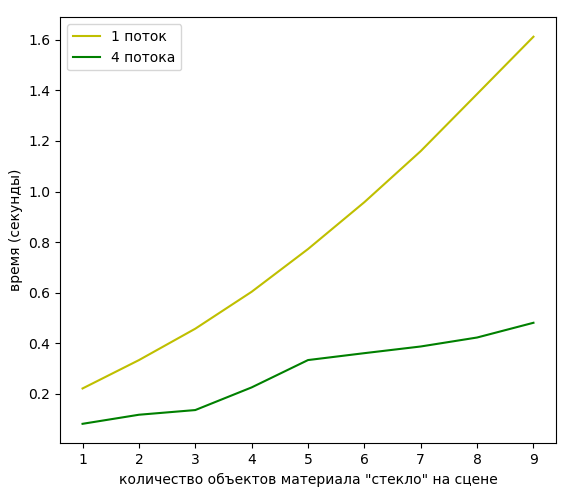 1 поток
4 потока
1.6
1.4
1.2
1.0
0.8
0.6
0.4
0.2
время (секунды)
1 2 3 4 5 6 7 8 9
количество объектов материала "стекло" на сцене